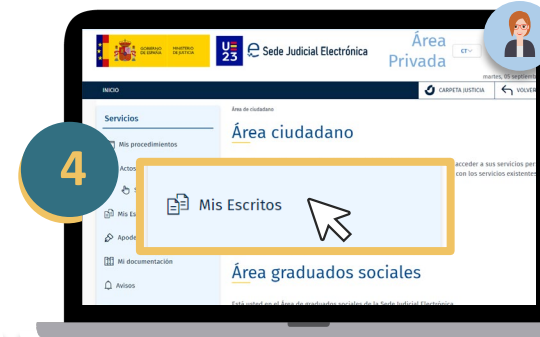 GOBIERNO DE ESPAÑA
MINISTERIO DE JUSTICIA
U=
23
Sede Judicial Electrónica
Área
Privada
CT
martes, 05 septiemb
INICIO
CARPETA JUSTICIA
VOLVER
Servicios
Mis procedimientos
Actos
Mis Es
Apode
Mi documentación
Avisos
Área de ciudadano
Área ciudadano
acceder a sus servicios per
con los servicios existentes
4
Mis Escritos
Área graduados sociales
Está usted en el Área de graduados sociales de la Sede Judicial Electrónica